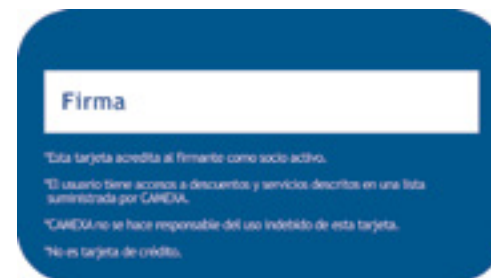 Firma
*Esta tarjeta acredita al firmante como socio activo.
*El usuario tiene accesos a descuentos y servicios descritos en una lista
suministrada por CAMEXA.
*CAMEXA no se hace responsable del uso indebido de esta tarjeta.
*No es tarjeta de crédito.